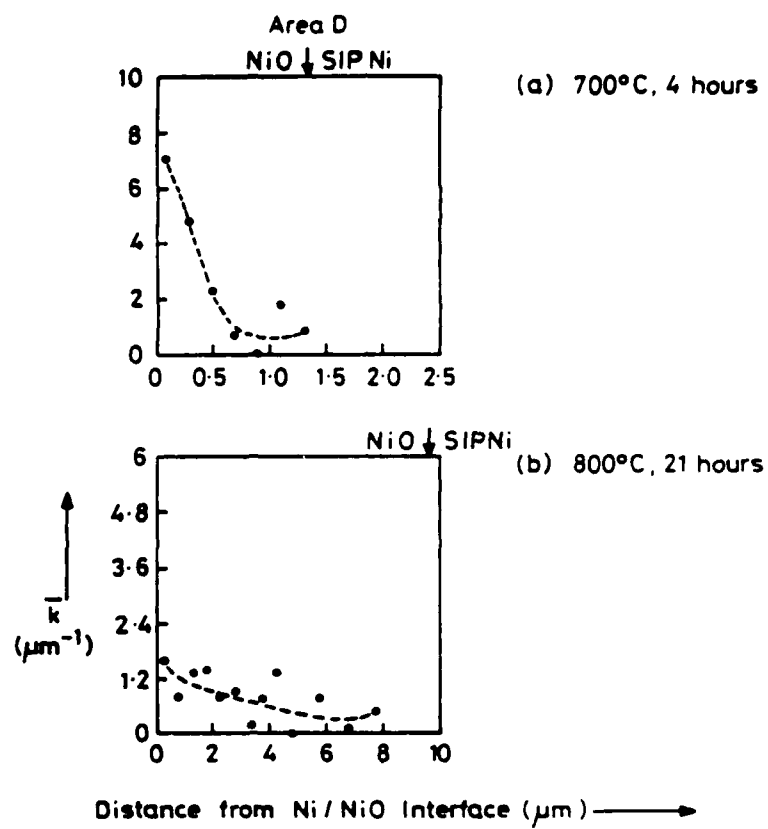 Area D
NiO ↓ SIPNi
(a) 700°C, 4 hours
10
8
6
4
2
0
0 0·5 1·0 1·5 2·0 2·5
NiO ↓ SIPNi
(b) 800°C, 21 hours
6
4·8
3·6
2·4
1·2
0
k̄
(μm⁻¹)
0 2 4 6 8 10
Distance from Ni/NiO Interface (μm)